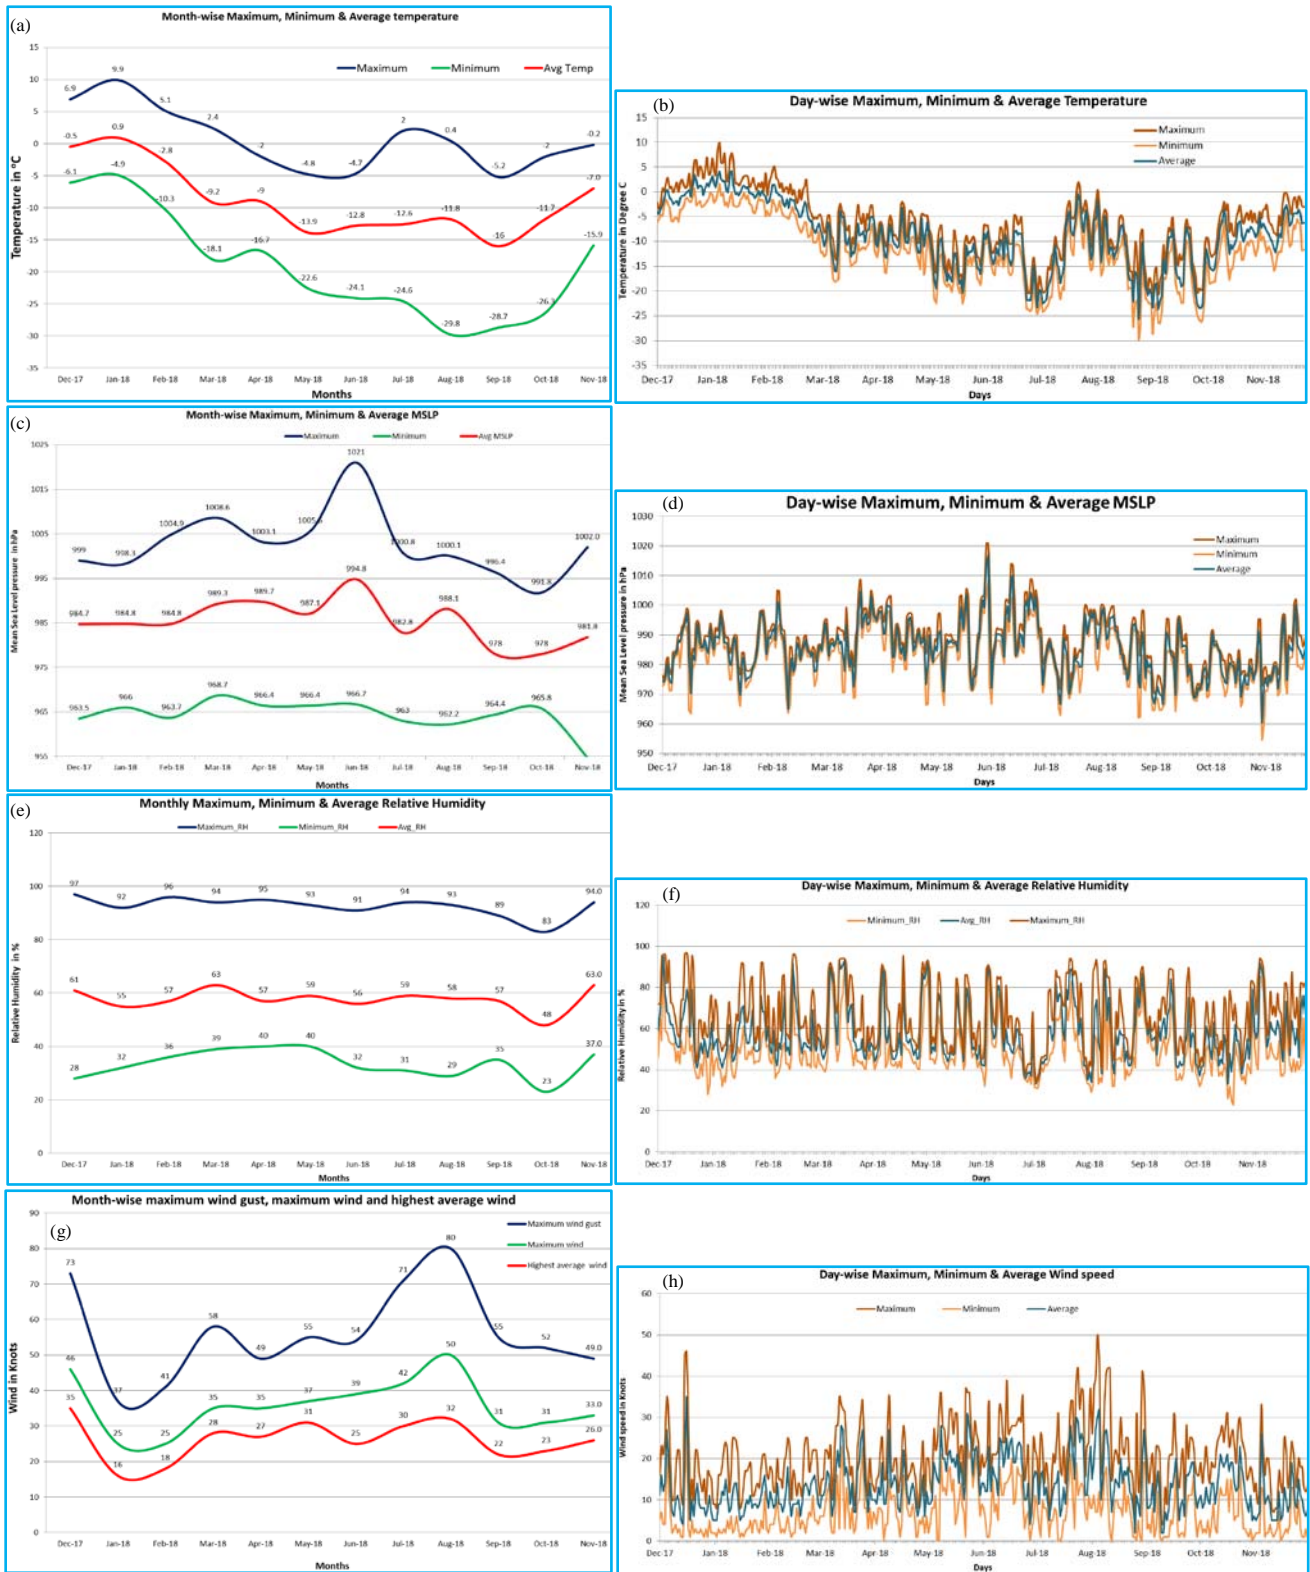 Month-wise Maximum, Minimum & Average temperature
(a)
Maximum Minimum Avg Temp
Temperature in °C
15
10
5
0
-5
-10
-15
-20
-25
-30
-35
6.9 9.9 5.1 2.4 -2 -4.8 -4.7 2 0.4 -5.2 -2 -0.2
-0.5 0.9 -2.8 -9.2 -9 -13.9 -12.8 -12.6 -11.8 -16 -11.7 -7.0
-6.1 -4.9 -10.3 -18.1 -16.7 -22.6 -24.1 -24.6 -29.8 -28.7 -26.3 -15.9
Dec-17 Jan-18 Feb-18 Mar-18 Apr-18 May-18 Jun-18 Jul-18 Aug-18 Sep-18 Oct-18 Nov-18
Months
(b)
Day-wise Maximum, Minimum & Average Temperature
Maximum
Minimum
Average
Temperature in Degree C
15
10
5
0
-5
-10
-15
-20
-25
-30
-35
Dec-17 Jan-18 Feb-18 Mar-18 Apr-18 May-18 Jun-18 Jul-18 Aug-18 Sep-18 Oct-18 Nov-18
Days
Month-wise Maximum, Minimum & Average MSLP
(c)
Maximum Minimum Avg MSLP
Mean Sea Level pressure in hPa
1025
1015
1005
995
985
975
965
955
999 998.3 1004.9 1008.6 1003.1 1021 1000.1 996.4 991.8 1002.0
984.7 984.8 984.8 989.3 989.7 987.1 994.8 982.8 988.1 978 978 981.8
963.5 966 963.7 968.7 966.4 966.4 966.7 963 962.2 964.4 965.8
Dec-17 Jan-18 Feb-18 Mar-18 Apr-18 May-18 Jun-18 Jul-18 Aug-18 Sep-18 Oct-18 Nov-18
Months
(d)
Day-wise Maximum, Minimum & Average MSLP
Maximum
Minimum
Average
Mean Sea Level pressure in hPa
1030
1020
1010
1000
990
980
970
960
950
Dec-17 Jan-18 Feb-18 Mar-18 Apr-18 May-18 Jun-18 Jul-18 Aug-18 Sep-18 Oct-18 Nov-18
Days
(e)
Monthly Maximum, Minimum & Average Relative Humidity
Maximum_RH Minimum_RH Avg_RH
Relative Humidity in %
120
100
80
60
40
20
0
97 92 96 94 95 93 91 94 93 89 83 94.0
61 55 57 63 57 59 56 59 58 57 48 63.0
28 32 36 39 40 40 32 31 29 35 23 37.0
Dec-17 Jan-18 Feb-18 Mar-18 Apr-18 May-18 Jun-18 Jul-18 Aug-18 Sep-18 Oct-18 Nov-18
Months
(f)
Day-wise Maximum, Minimum & Average Relative Humidity
Minimum_RH Avg_RH Maximum_RH
Relative Humidity in %
120
100
80
60
40
20
0
Dec-17 Jan-18 Feb-18 Mar-18 Apr-18 May-18 Jun-18 Jul-18 Aug-18 Sep-18 Oct-18 Nov-18
Days
Month-wise maximum wind gust, maximum wind and highest average wind
(g)
Maximum wind gust
Maximum wind
Highest average wind
Wind in Knots
90
80
70
60
50
40
30
20
10
0
73 37 41 58 49 55 54 71 80 55 52 49.0
46 25 25 35 35 37 39 42 50 31 31 33.0
35 16 18 28 27 31 25 30 32 22 23 26.0
Dec-17 Jan-18 Feb-18 Mar-18 Apr-18 May-18 Jun-18 Jul-18 Aug-18 Sep-18 Oct-18 Nov-18
Months
(h)
Day-wise Maximum, Minimum & Average Wind speed
Maximum Minimum Average
Wind speed in Knots
60
50
40
30
20
10
0
Dec-17 Jan-18 Feb-18 Mar-18 Apr-18 May-18 Jun-18 Jul-18 Aug-18 Sep-18 Oct-18 Nov-18
Days